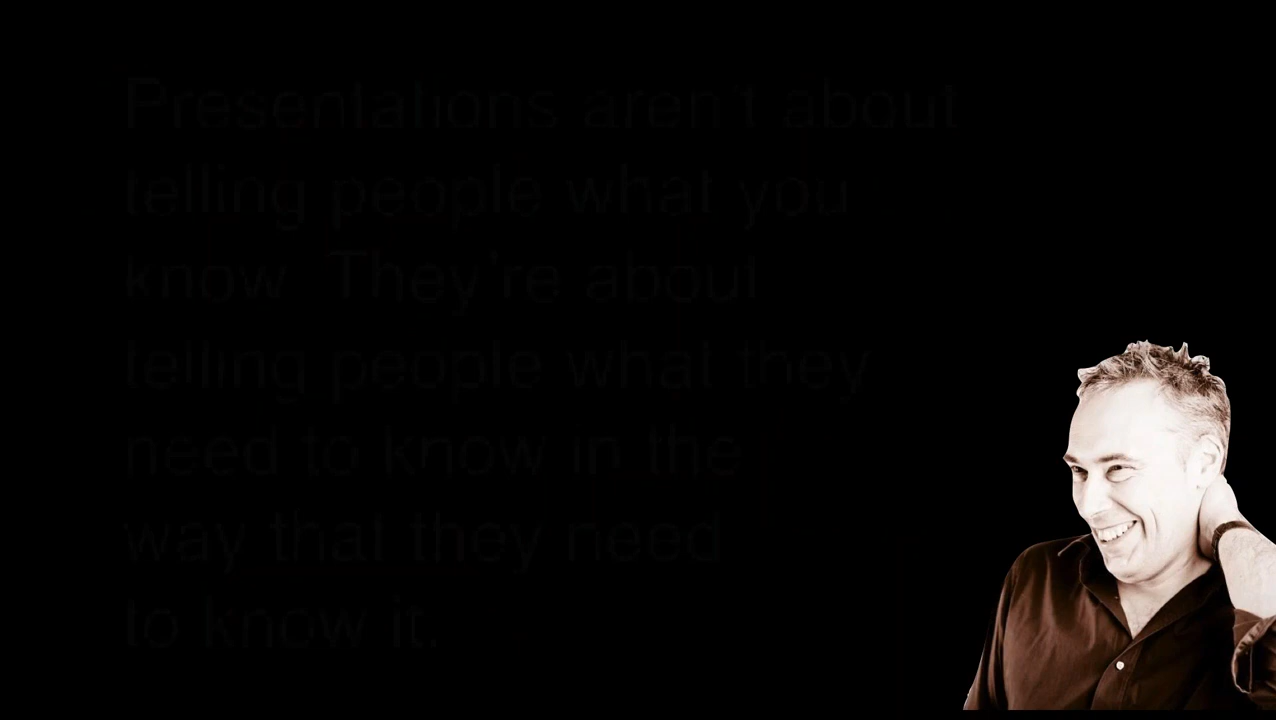 Presentations aren't about
telling people what you
know. They're about
telling people what they
need to know in the
way that they need
to know it.